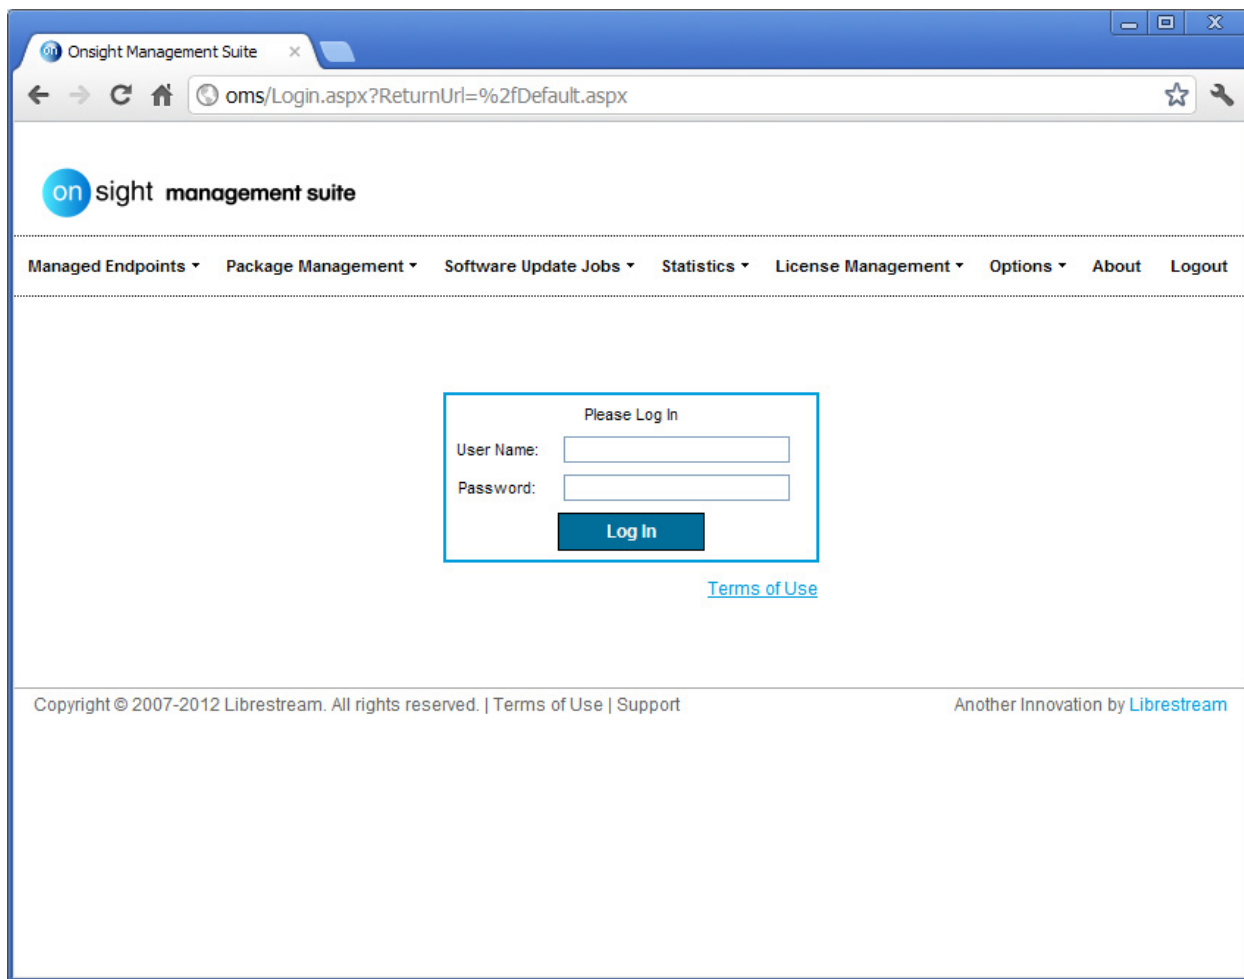 Onsight Management Suite
oms/Login.aspx?ReturnUrl=%2fDefault.aspx
on sight management suite
Managed Endpoints Package Management Software Update Jobs Statistics License Management Options About Logout
Please Log In
User Name:
Password:
Log In
Terms of Use
Copyright © 2007-2012 Librestream. All rights reserved. | Terms of Use | Support Another Innovation by Librestream